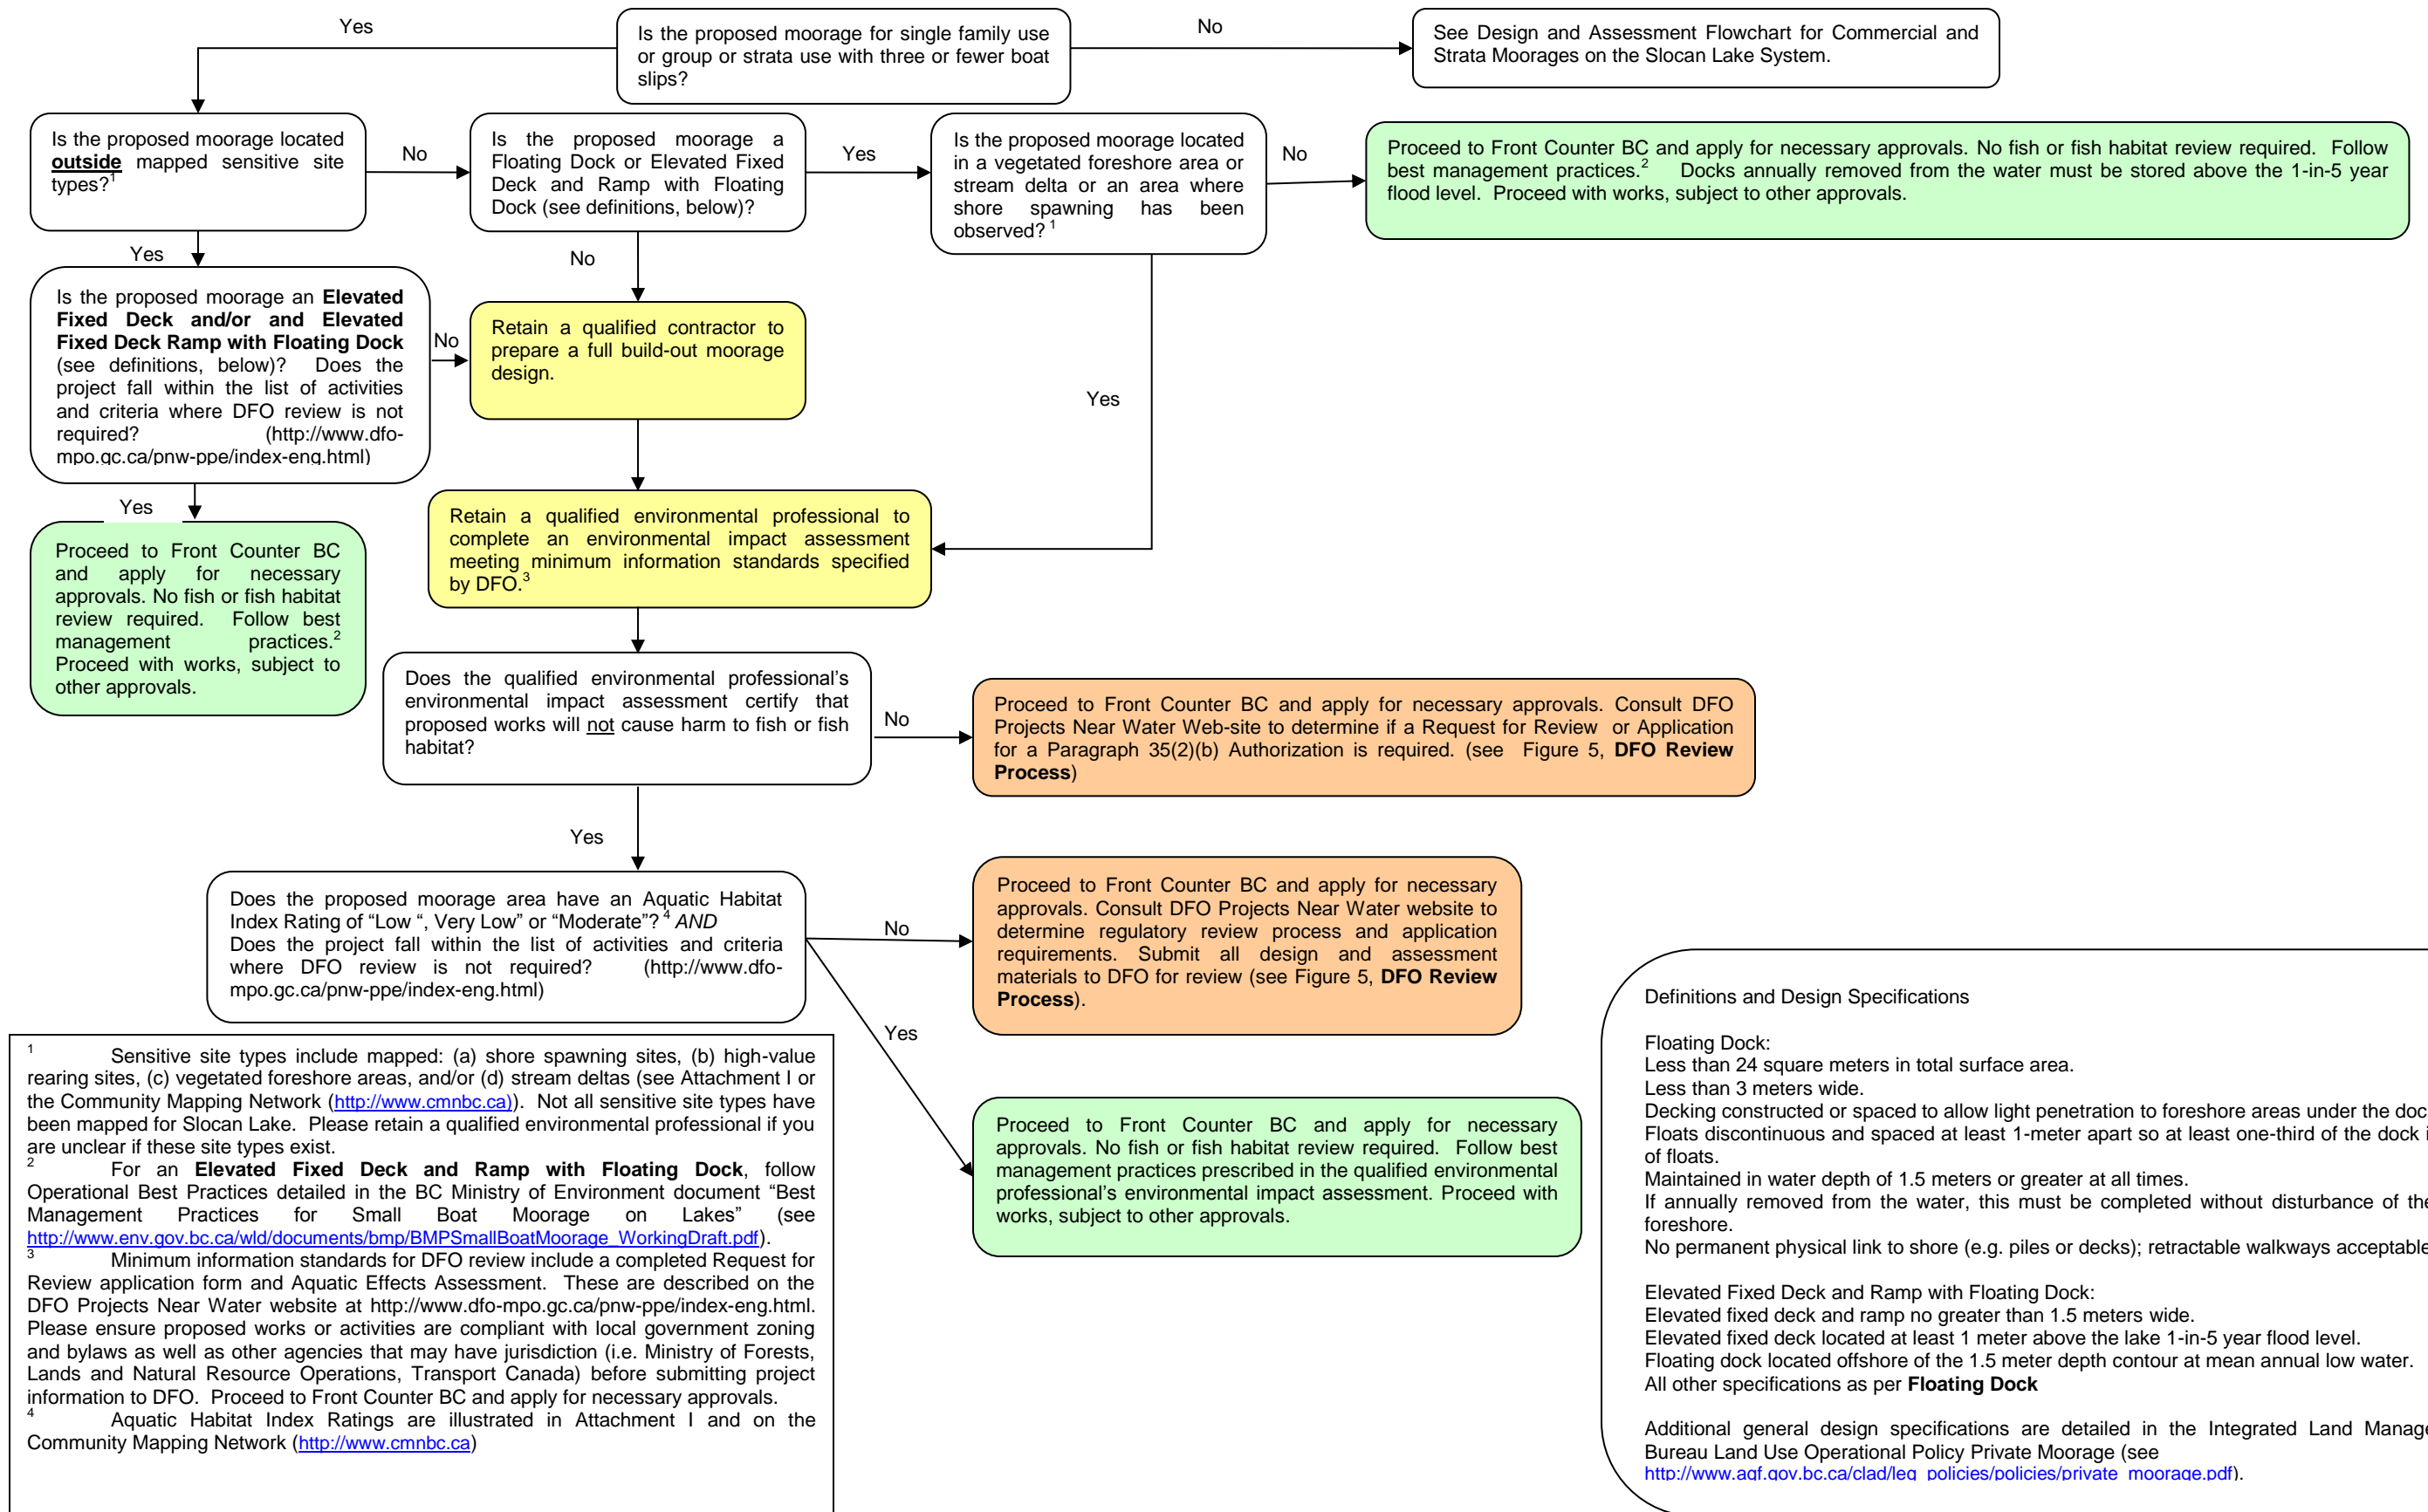 Yes
Is the proposed moorage for single family use
or group or strata use with three or fewer boat
slips?
No
See Design and Assessment Flowchart for Commercial and
Strata Moorages on the Slocan Lake System.
Is the proposed moorage located
outside mapped sensitive site
types?1
No
Is the proposed moorage a
Floating Dock or Elevated Fixed
Deck and Ramp with Floating
Dock (see definitions, below)?
Yes
Is the proposed moorage located
in a vegetated foreshore area or
stream delta or an area where
shore spawning has been
observed? 1
No
Proceed to Front Counter BC and apply for necessary approvals. No fish or fish habitat review required. Follow
best management practices.2 Docks annually removed from the water must be stored above the 1-in-5 year
flood level. Proceed with works, subject to other approvals.
Yes
No
Is the proposed moorage an Elevated
Fixed Deck and/or and Elevated
Fixed Deck Ramp with Floating Dock
(see definitions, below)? Does the
project fall within the list of activities
and criteria where DFO review is not
required? (http://www.dfo-
mpo.gc.ca/pnw-ppe/index-eng.html)
No
Retain a qualified contractor to
prepare a full build-out moorage
design.
Yes
Yes
Retain a qualified environmental professional to
complete an environmental impact assessment
meeting minimum information standards specified
by DFO.3
Proceed to Front Counter BC
and apply for necessary
approvals. No fish or fish habitat
review required. Follow best
management practices.2
Proceed with works, subject to
other approvals.
Does the qualified environmental professional's
environmental impact assessment certify that
proposed works will not cause harm to fish or fish
habitat?
No
Proceed to Front Counter BC and apply for necessary approvals. Consult DFO
Projects Near Water Web-site to determine if a Request for Review or Application
for a Paragraph 35(2)(b) Authorization is required. (see Figure 5, DFO Review
Process)
Yes
Does the proposed moorage area have an Aquatic Habitat
Index Rating of "Low ", Very Low" or "Moderate"? 4 AND
Does the project fall within the list of activities and criteria
where DFO review is not required? (http://www.dfo-
mpo.gc.ca/pnw-ppe/index-eng.html)
No
Proceed to Front Counter BC and apply for necessary
approvals. Consult DFO Projects Near Water website to
determine regulatory review process and application
requirements. Submit all design and assessment
materials to DFO for review (see Figure 5, DFO Review
Process).
Yes
Proceed to Front Counter BC and apply for necessary
approvals. No fish or fish habitat review required. Follow best
management practices prescribed in the qualified environmental
professional's environmental impact assessment. Proceed with
works, subject to other approvals.
1 Sensitive site types include mapped: (a) shore spawning sites, (b) high-value
rearing sites, (c) vegetated foreshore areas, and/or (d) stream deltas (see Attachment I or
the Community Mapping Network (http://www.cmnbc.ca)). Not all sensitive site types have
been mapped for Slocan Lake. Please retain a qualified environmental professional if you
are unclear if these site types exist.
2 For an Elevated Fixed Deck and Ramp with Floating Dock, follow
Operational Best Practices detailed in the BC Ministry of Environment document "Best
Management Practices for Small Boat Moorage on Lakes" (see
http://www.env.gov.bc.ca/wld/documents/bmp/BMPSmallBoatMoorage_WorkingDraft.pdf).
3 Minimum information standards for DFO review include a completed Request for
Review application form and Aquatic Effects Assessment. These are described on the
DFO Projects Near Water website at http://www.dfo-mpo.gc.ca/pnw-ppe/index-eng.html.
Please ensure proposed works or activities are compliant with local government zoning
and bylaws as well as other agencies that may have jurisdiction (i.e. Ministry of Forests,
Lands and Natural Resource Operations, Transport Canada) before submitting project
information to DFO. Proceed to Front Counter BC and apply for necessary approvals.
4 Aquatic Habitat Index Ratings are illustrated in Attachment I and on the
Community Mapping Network (http://www.cmnbc.ca)
Definitions and Design Specifications
Floating Dock:
Less than 24 square meters in total surface area.
Less than 3 meters wide.
Decking constructed or spaced to allow light penetration to foreshore areas under the
Floats discontinuous and spaced at least 1-meter apart so at least one-third of the dock
of floats.
Maintained in water depth of 1.5 meters or greater at all times.
If annually removed from the water, this must be completed without disturbance of the
foreshore.
No permanent physical link to shore (e.g. piles or decks); retractable walkways acceptable
Elevated Fixed Deck and Ramp with Floating Dock:
Elevated fixed deck and ramp no greater than 1.5 meters wide.
Elevated fixed deck located at least 1 meter above the lake 1-in-5 year flood level.
Floating dock located offshore of the 1.5 meter depth contour at mean annual low water.
All other specifications as per Floating Dock
Additional general design specifications are detailed in the Integrated Land
Bureau Land Use Operational Policy Private Moorage (see
http://www.agf.gov.bc.ca/clad/leg_policies/policies/private_moorage.pdf).